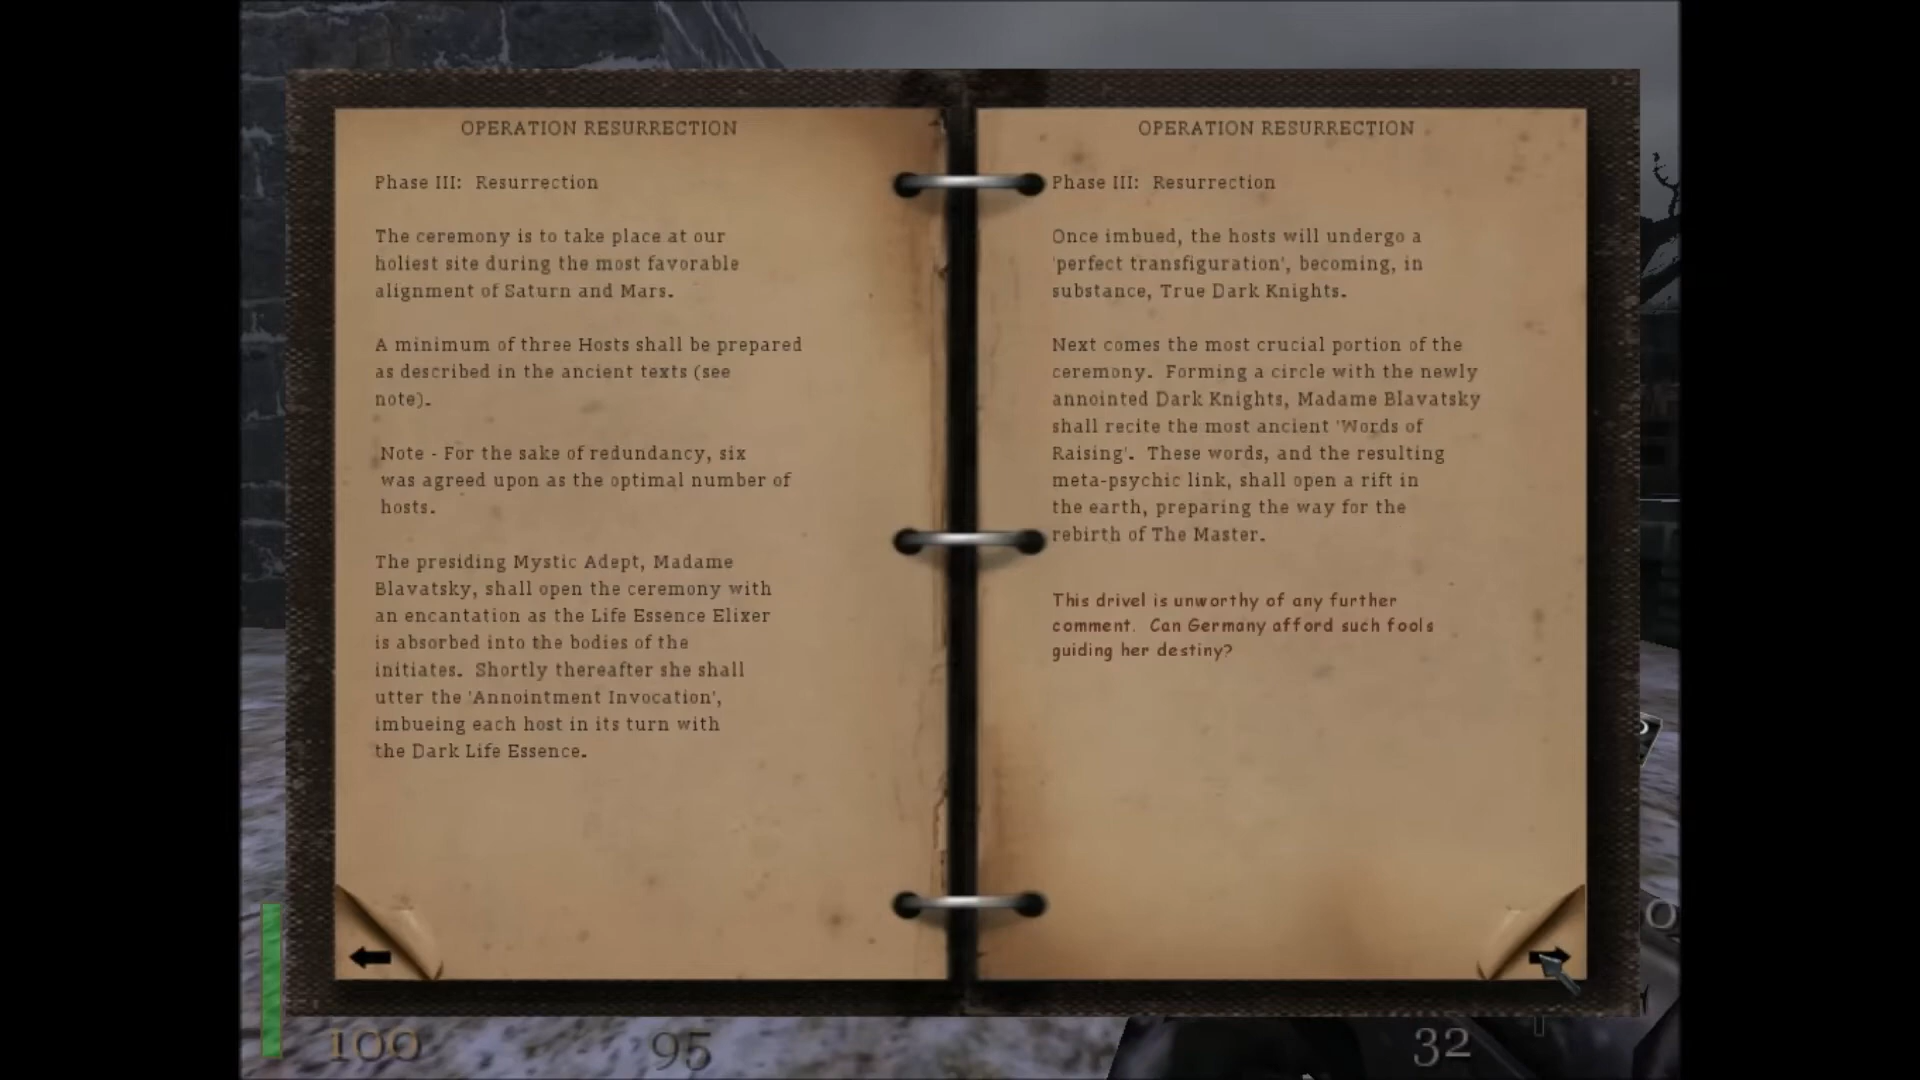 OPERATION RESURRECTION
Phase III: Resurrection
The ceremony is to take place at our
holiest site during the most favorable
alignment of Saturn and Mars.
A minimum of three Hosts shall be prepared
as described in the ancient texts (see
note).
Note - For the sake of redundancy, six
was agreed upon as the optimal number of
hosts.
The presiding Mystic Adept, Madame
Blavatsky, shall open the ceremony with
an encantation as the Life Essence Elixer
is absorbed into the bodies of the
initiates. Shortly thereafter she shall
utter the 'Annointment Invocation',
imbueing each host in its turn with
the Dark Life Essence.
OPERATION RESURRECTION
Phase III: Resurrection
Once imbued, the hosts will undergo a
'perfect transfiguration', becoming, in
substance, True Dark Knights.
Next comes the most crucial portion of the
ceremony. Forming a circle with the newly
annointed Dark Knights, Madame Blavatsky
shall recite the most ancient 'Words of
Raising'. These words, and the resulting
meta-psychic link, shall open a rift in
the earth, preparing the way for the
rebirth of The Master.
This drivel is unworthy of any further
comment. Can Germany afford such fools
guiding her destiny?
100
95
32